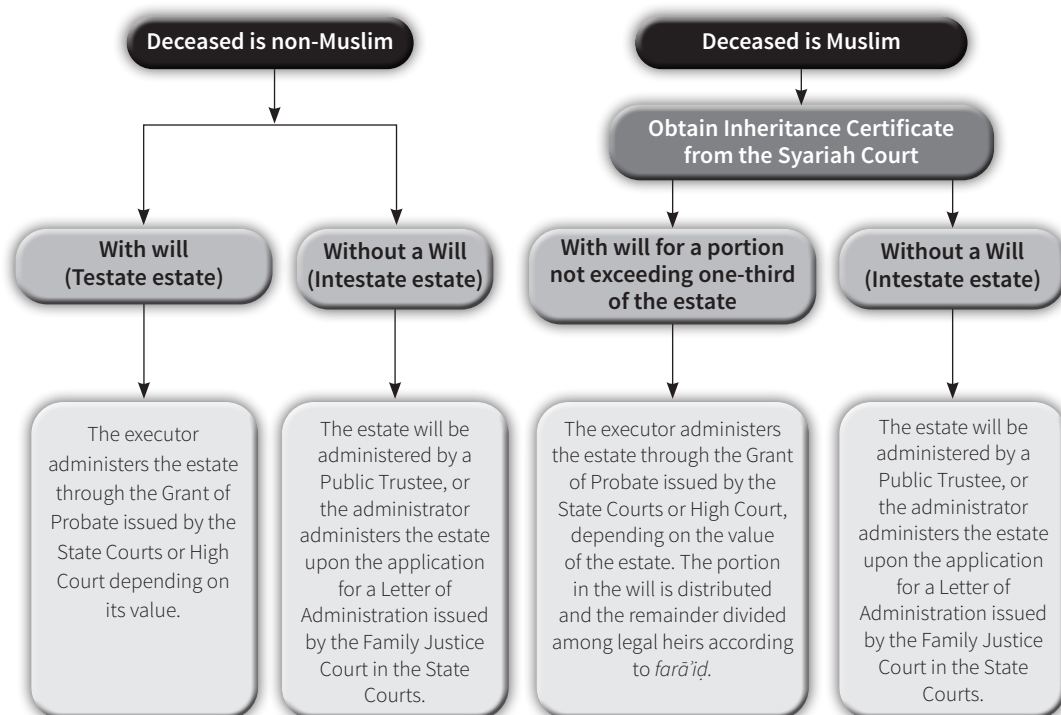 Deceased is non-Muslim
Deceased is Muslim
Obtain Inheritance Certificate
from the Syariah Court
With will
(Testate estate)
Without a Will
(Intestate estate)
With will for a portion
not exceeding one-third
of the estate
Without a Will
(Intestate estate)
The executor
administers the estate
through the Grant of
Probate issued by the
State Courts or High
Court depending on
its value.
The estate will be
administered by a
Public Trustee, or
the administrator
administers the estate
upon the application
for a Letter of
Administration issued
by the Family Justice
Court in the State
Courts.
The executor administers
the estate through the Grant
of Probate issued by the
State Courts or High Court,
depending on the value
of the estate. The portion
in the will is distributed
and the remainder divided
among legal heirs according
to farā’iḍ.
The estate will be
administered by a
Public Trustee, or
the administrator
administers the estate
upon the application
for a Letter of
Administration issued
by the Family Justice
Court in the State
Courts.